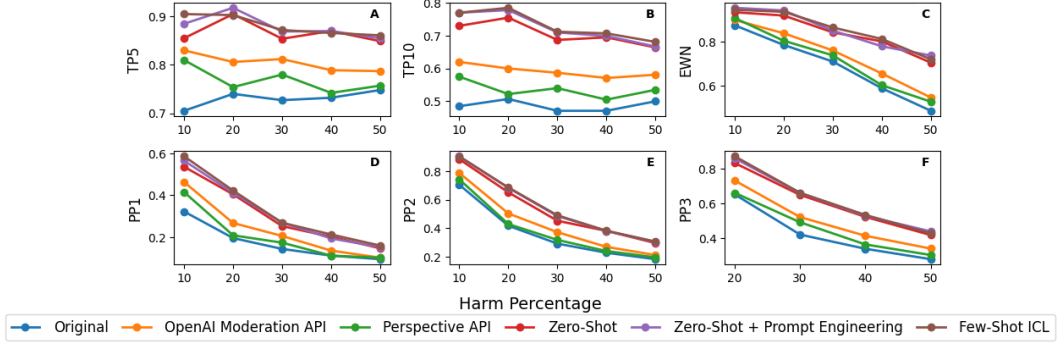 A
TP5
0.9
0.8
0.7
10 20 30 40 50
B
TP10
0.8
0.7
0.6
0.5
10 20 30 40 50
C
EWN
0.8
0.6
10 20 30 40 50
D
PP1
0.6
0.4
0.2
10 20 30 40 50
E
PP2
0.8
0.6
0.4
0.2
10 20 30 40 50
F
PP3
0.8
0.6
0.4
20 30 40 50
Harm Percentage
Original OpenAI Moderation API Perspective API Zero-Shot Zero-Shot + Prompt Engineering Few-Shot ICL